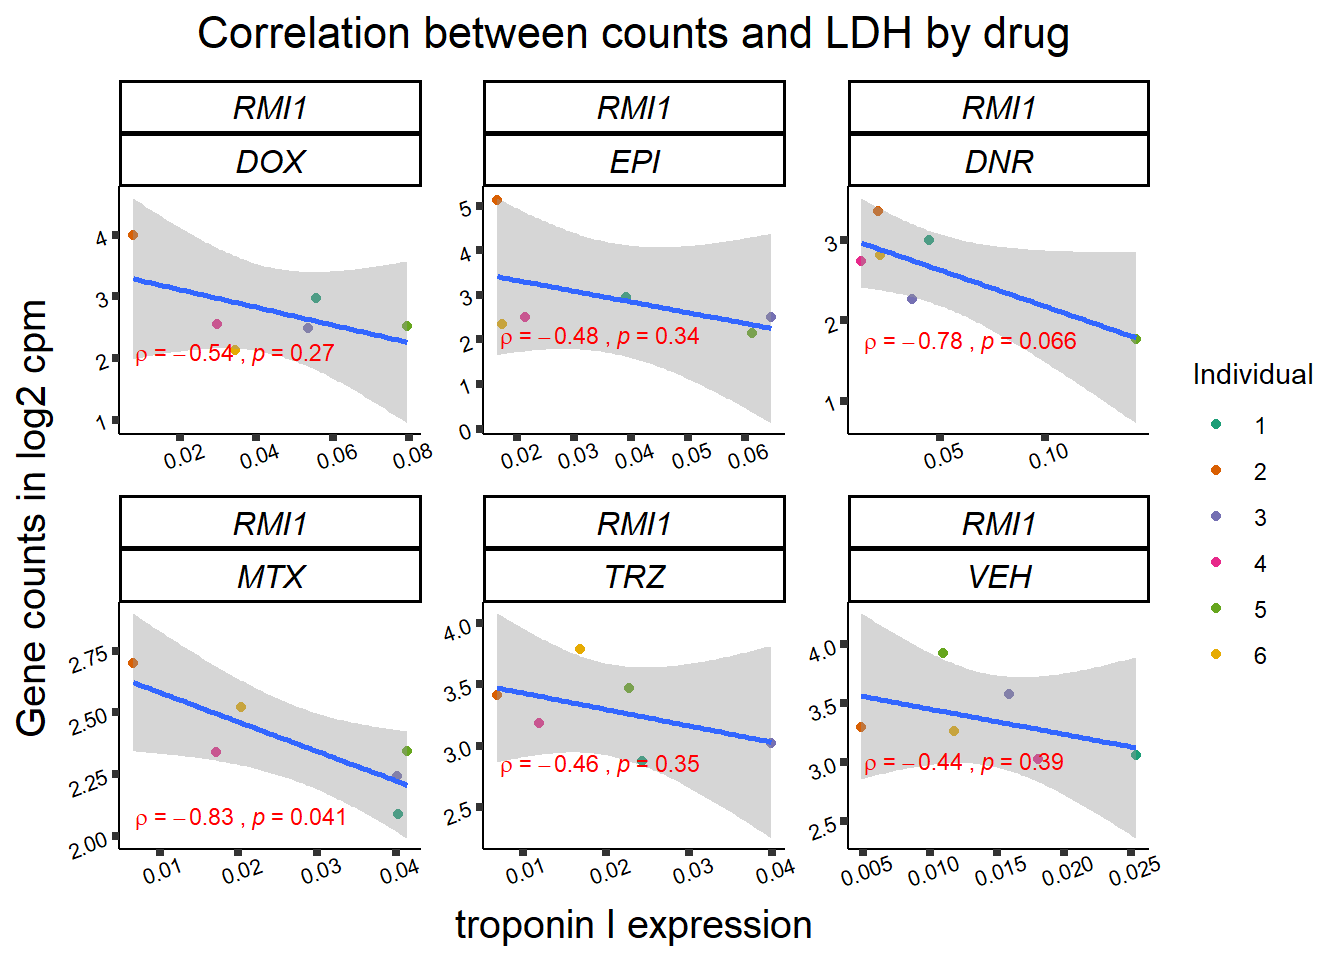 Correlation between counts and LDH by drug
RMI1
RMI1
RMI1
DOX
EPI
DNR
4
3
2
1
ρ = −0.54 , p = 0.27
0.02
0.04
0.06
0.08
5
4
3
2
1
0
ρ = −0.48 , p = 0.34
0.02
0.03
0.04
0.05
0.06
3
2
1
ρ = −0.78 , p = 0.066
0.05
0.10
RMI1
RMI1
RMI1
MTX
TRZ
VEH
2.75
2.50
2.25
2.00
ρ = −0.83 , p = 0.041
0.01
0.02
0.03
0.04
4.0
3.5
3.0
2.5
ρ = −0.46 , p = 0.35
0.01
0.02
0.03
0.04
4.0
3.5
3.0
2.5
ρ = −0.44 , p = 0.39
0.005
0.010
0.015
0.020
0.025
Gene counts in log2 cpm
troponin I expression
Individual
1
2
3
4
5
6